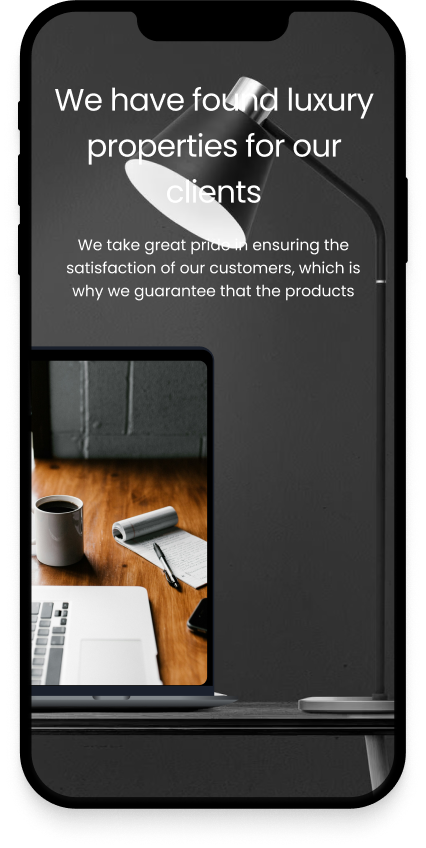 We have found luxury
properties for our
clients
We take great pride in ensuring the
satisfaction of our customers, which is
why we guarantee that the products